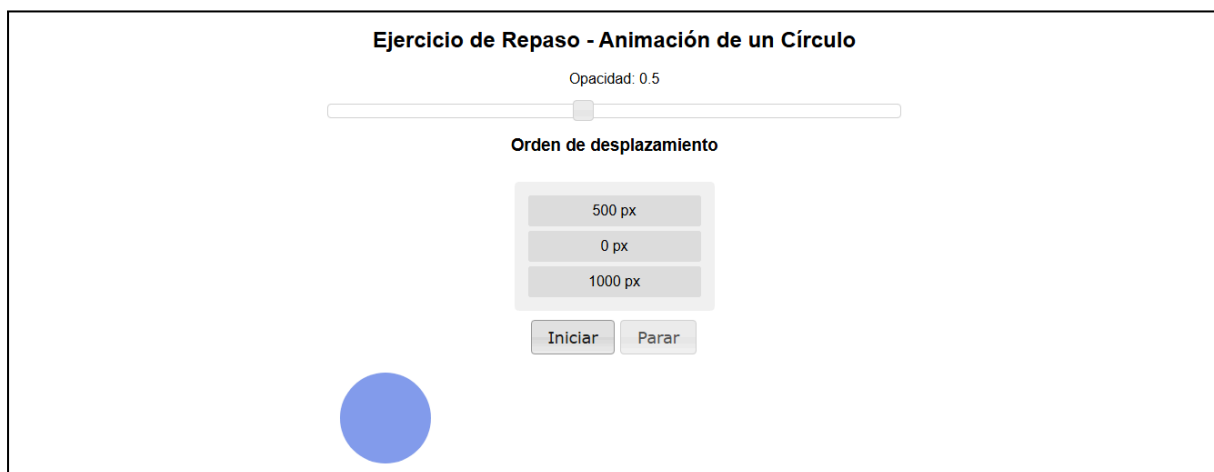 Ejercicio de Repaso - Animación de un Círculo
Opacidad: 0.5
Orden de desplazamiento
500 px
0 px
1000 px
Iniciar Parar